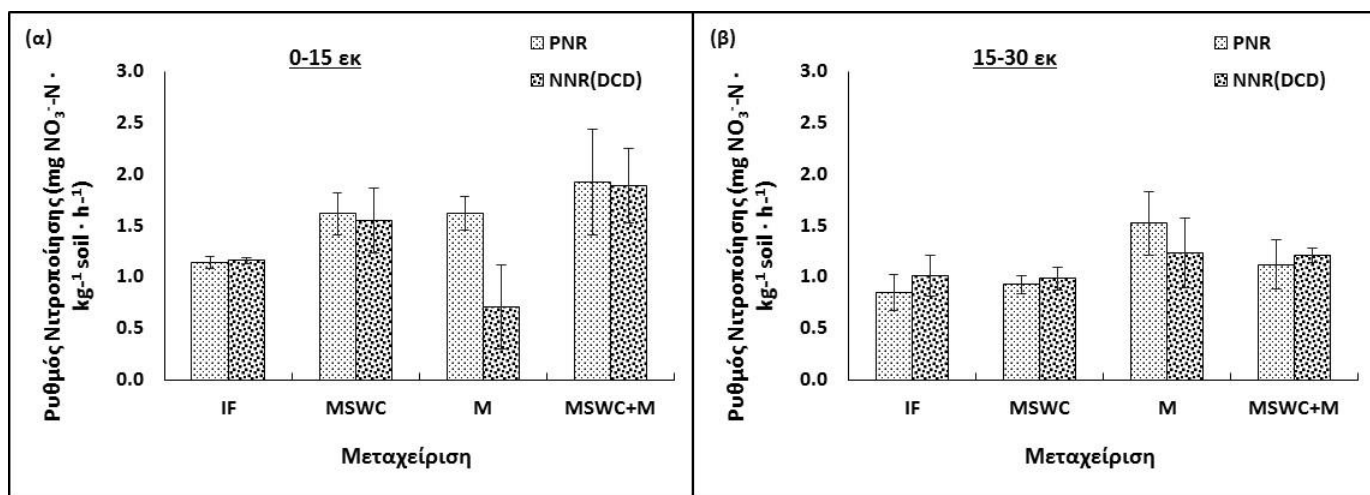 (α)
0-15 εκ
PNR
NNR(DCD)
Ρυθμός Νιτροποίησης (mg NO₃⁻-N ·
kg⁻¹ soil · h⁻¹)
3.0
2.5
2.0
1.5
1.0
0.5
0.0
IF MSWC M MSWC+M
Μεταχείριση
(β)
15-30 εκ
PNR
NNR(DCD)
Ρυθμός Νιτροποίησης (mg NO₃⁻-N ·
kg⁻¹ soil · h⁻¹)
3.0
2.5
2.0
1.5
1.0
0.5
0.0
IF MSWC M MSWC+M
Μεταχείριση